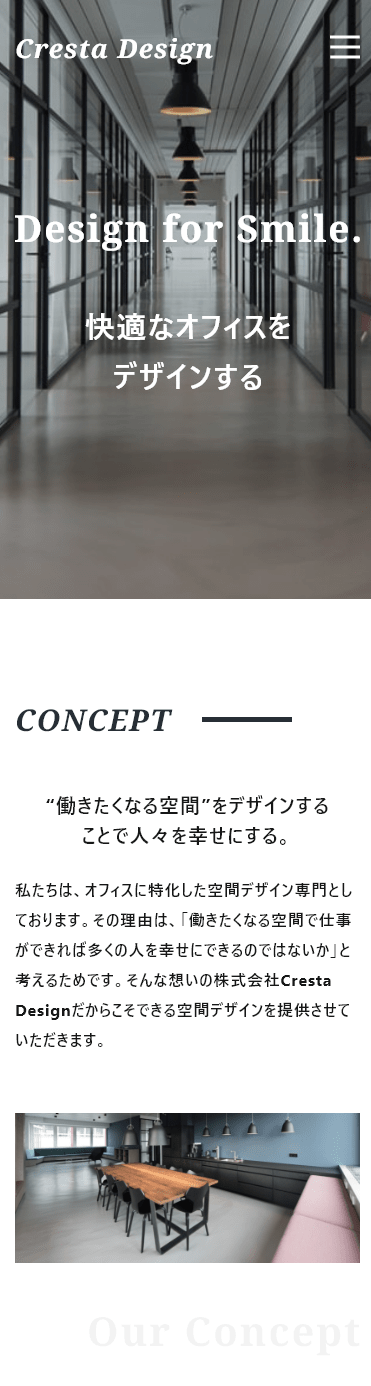 Cresta Design
Design for Smile.
快適なオフィスを
デザインする
CONCEPT
“働きたくなる空間”をデザインする
ことで人々を幸せにする。
私たちは、オフィスに特化した空間デザイン専門とし
ております。その理由は、「働きたくなる空間で仕事
ができれば多くの人を幸せにできるのではないか」と
考えるためです。そんな想いの株式会社Cresta
Designだからこそできる空間デザインを提供させて
いただきます。
Our Concept